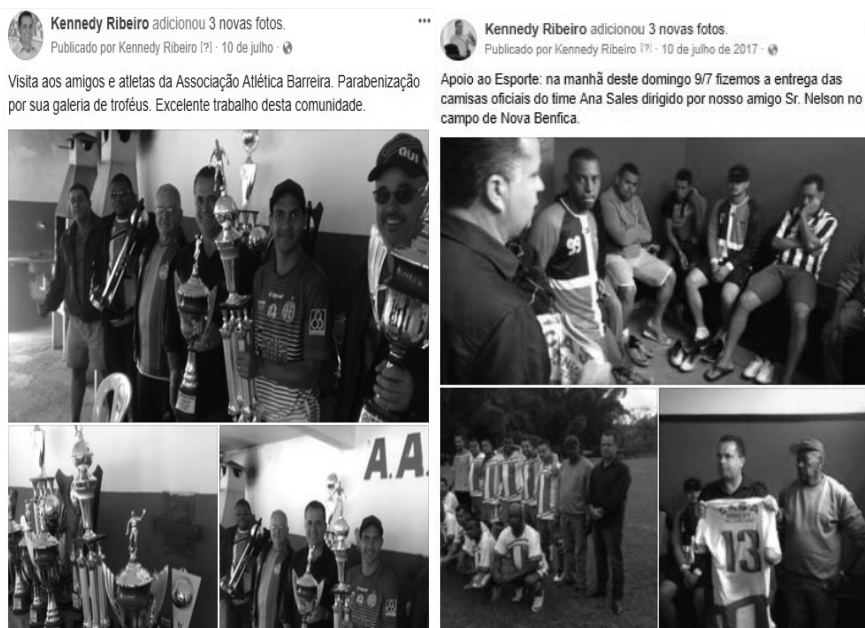 Kennedy Ribeiro adicionou 3 novas fotos.
Publicado por Kennedy Ribeiro [?] · 10 de julho ·
Visita aos amigos e atletas da Associação Atlética Barreira. Parabenização
por sua galeria de troféus. Excelente trabalho desta comunidade.
QUI
A.A.
Kennedy Ribeiro adicionou 3 novas fotos.
Publicado por Kennedy Ribeiro [?] · 10 de julho de 2017 ·
Apoio ao Esporte: na manhã deste domingo 9/7 fizemos a entrega das
camisas oficiais do time Ana Sales dirigido por nosso amigo Sr. Nelson no
campo de Nova Benfica.
99
13